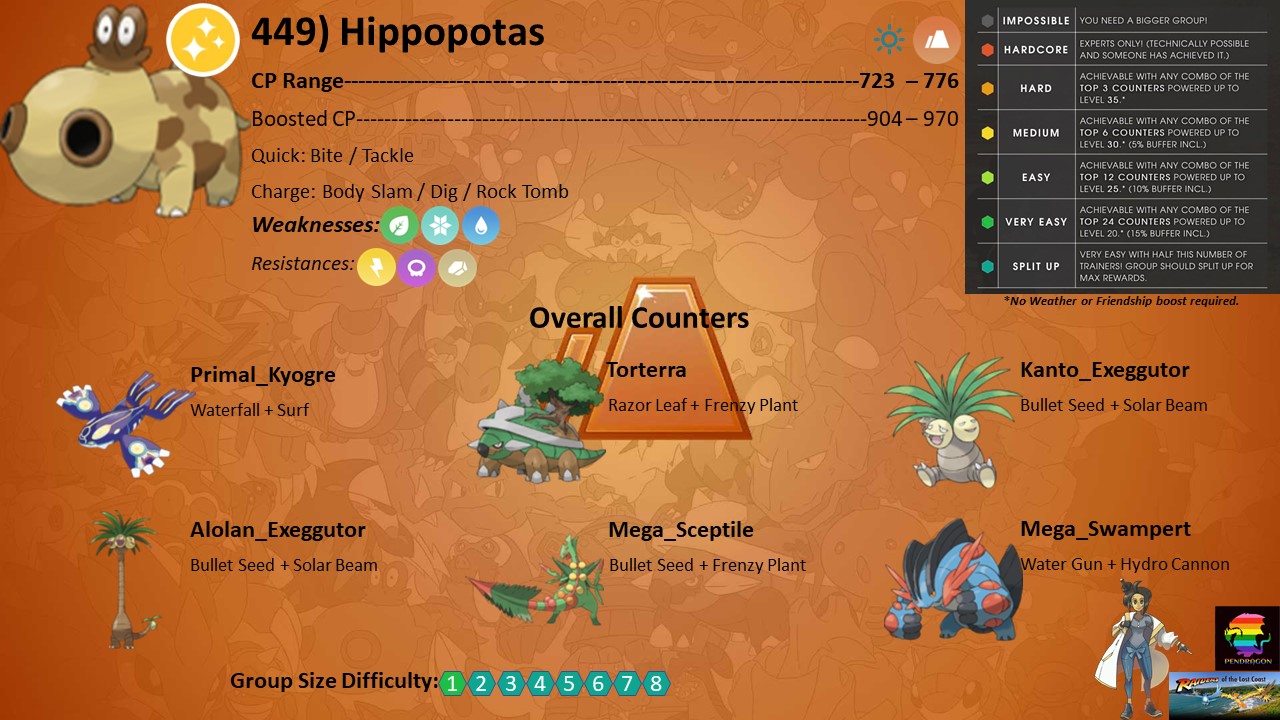 449) Hippopotas
CP Range-----------------------------------------------------------------------723 – 776
Boosted CP-----------------------------------------------------------------------904 – 970
Quick: Bite / Tackle
Charge: Body Slam / Dig / Rock Tomb
Weaknesses:
Resistances:
IMPOSSIBLE YOU NEED A BIGGER GROUP!
HARDCORE EXPERTS ONLY! (TECHNICALLY POSSIBLE
AND SOMEONE HAS ACHIEVED IT.)
HARD ACHIEVABLE WITH ANY COMBO OF THE
TOP 3 COUNTERS POWERED UP TO
LEVEL 35.*
MEDIUM ACHIEVABLE WITH ANY COMBO OF THE
TOP 6 COUNTERS POWERED UP TO
LEVEL 30.* (5% BUFFER INCL.)
EASY ACHIEVABLE WITH ANY COMBO OF THE
TOP 12 COUNTERS POWERED UP TO
LEVEL 25.* (10% BUFFER INCL.)
VERY EASY ACHIEVABLE WITH ANY COMBO OF THE
TOP 24 COUNTERS POWERED UP TO
LEVEL 20.* (15% BUFFER INCL.)
SPLIT UP VERY EASY WITH HALF THIS NUMBER OF
TRAINERS! GROUP SHOULD SPLIT UP FOR
MAX REWARDS.
*No Weather or Friendship boost required.
Overall Counters
Primal_Kyogre
Waterfall + Surf
Torterra
Razor Leaf + Frenzy Plant
Kanto_Exeggutor
Bullet Seed + Solar Beam
Alolan_Exeggutor
Bullet Seed + Solar Beam
Mega_Sceptile
Bullet Seed + Frenzy Plant
Mega_Swampert
Water Gun + Hydro Cannon
Group Size Difficulty: 1 2 3 4 5 6 7 8
PENDRAGON
RAIDERS of the Lost Coast